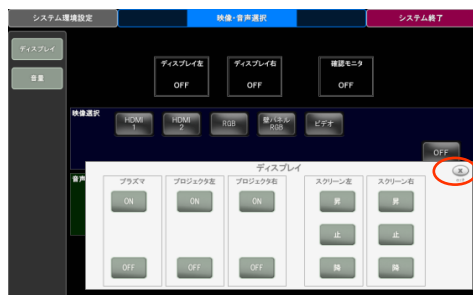 システム環境設定
映像・音声選択
システム終了
ディスプレイ
音量
ディスプレイ左
OFF
ディスプレイ右
OFF
確認モニタ
OFF
映像選択
HDMI
1
HDMI
2
RGB
壁パネル
RGB
ビデオ
OFF
音声
ディスプレイ
プラズマ
プロジェクタ左
プロジェクタ右
スクリーン左
スクリーン右
ON
ON
ON
昇
昇
止
止
OFF
OFF
OFF
降
降